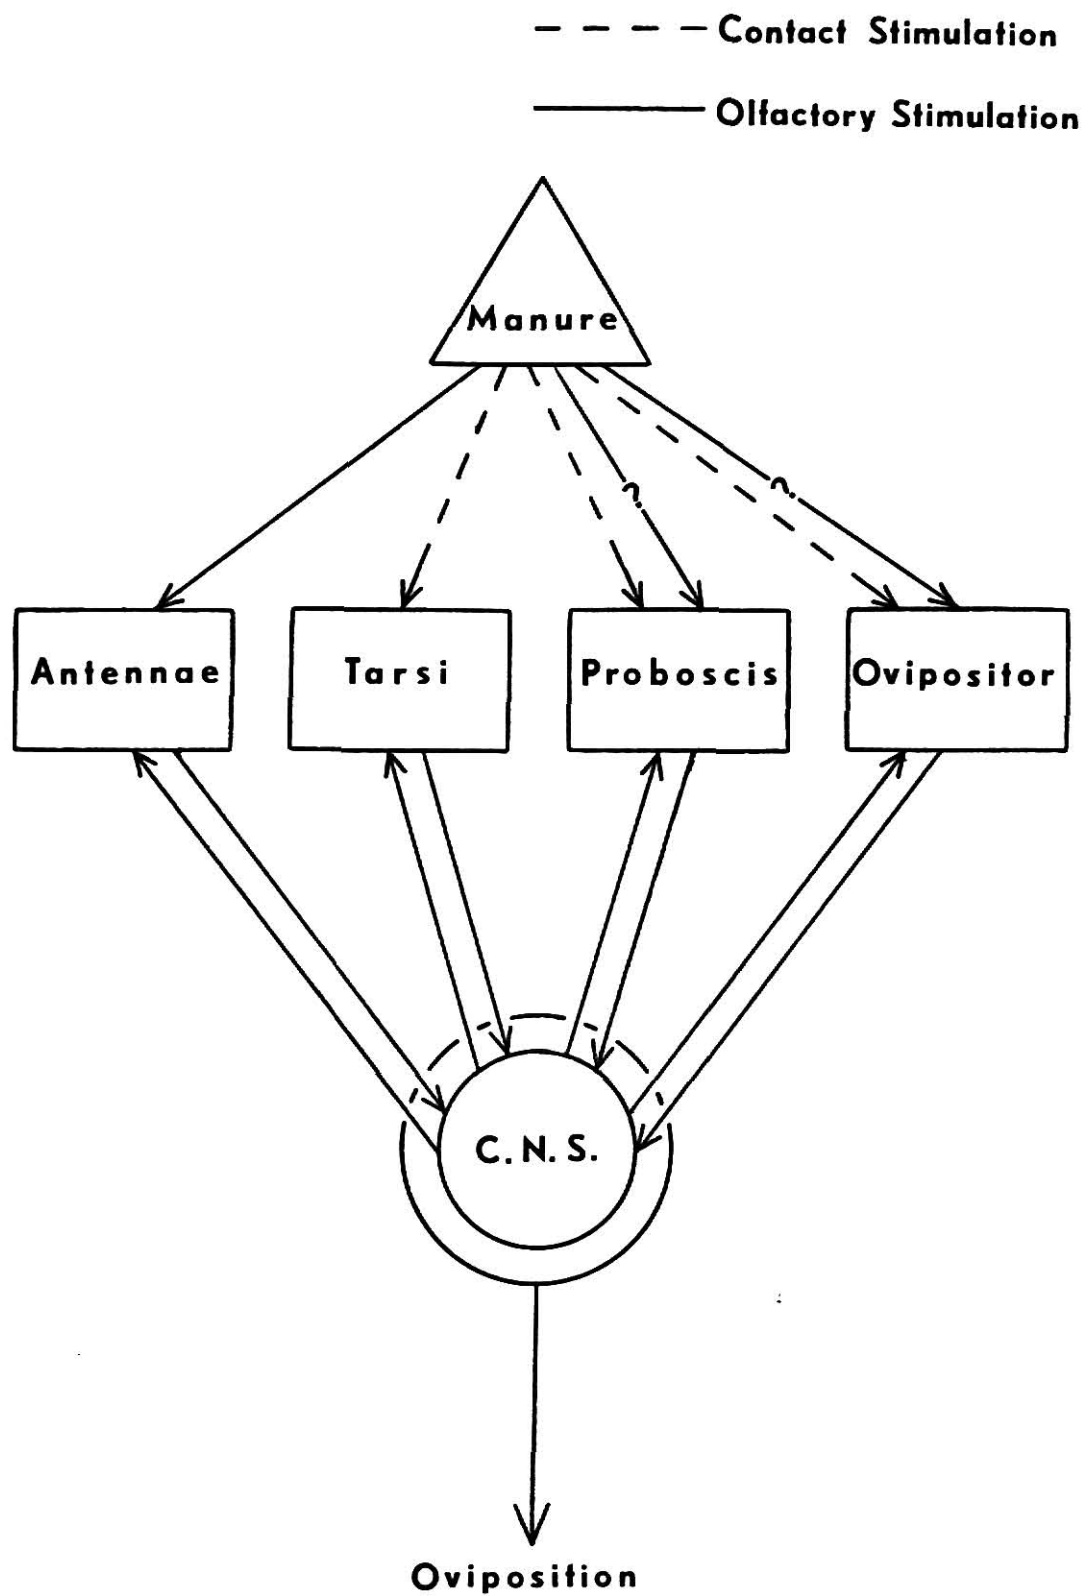 Contact Stimulation
Olfactory Stimulation
Manure
?
?
Antennae
Tarsi
Proboscis
Ovipositor
C.N.S.
Oviposition